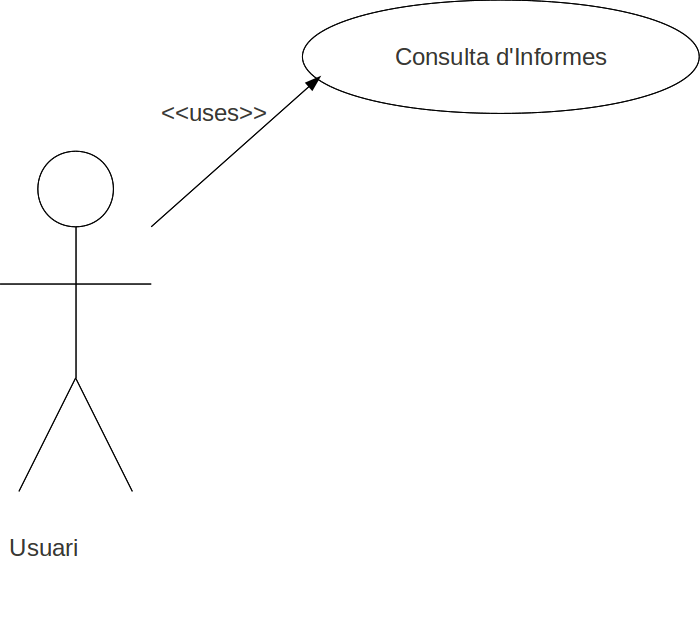 Consulta d'Informes
<<uses>>
Usuari